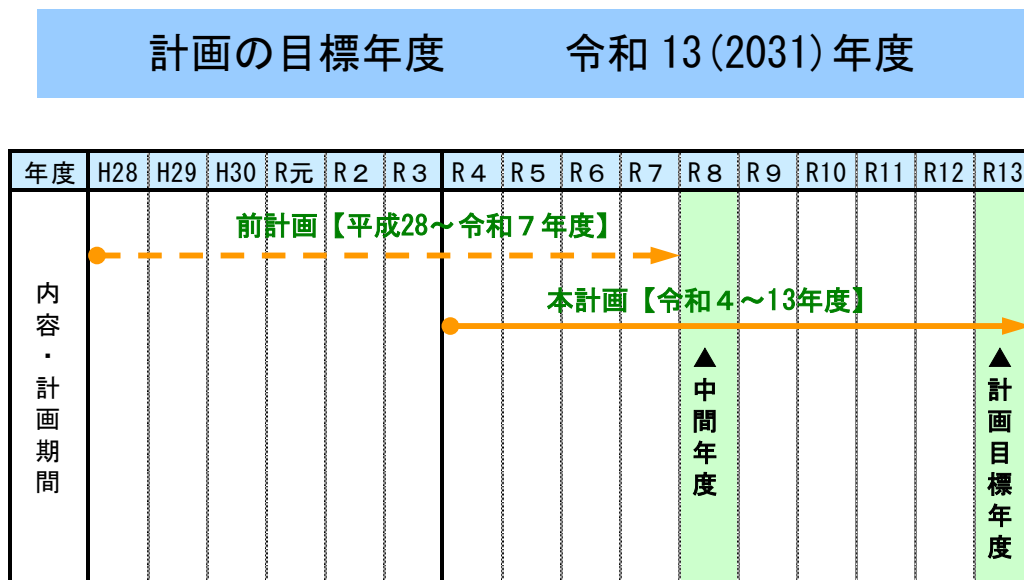 計画の目標年度　令和13(2031)年度
年度 H28 H29 H30 R元 R２ R３ R４ R５ R６ R７ R８ R９ R10 R11 R12 R13
前計画【平成28～令和７年度】
本計画【令和４～13年度】
内容・計画期間
▲中間年度
▲計画目標年度